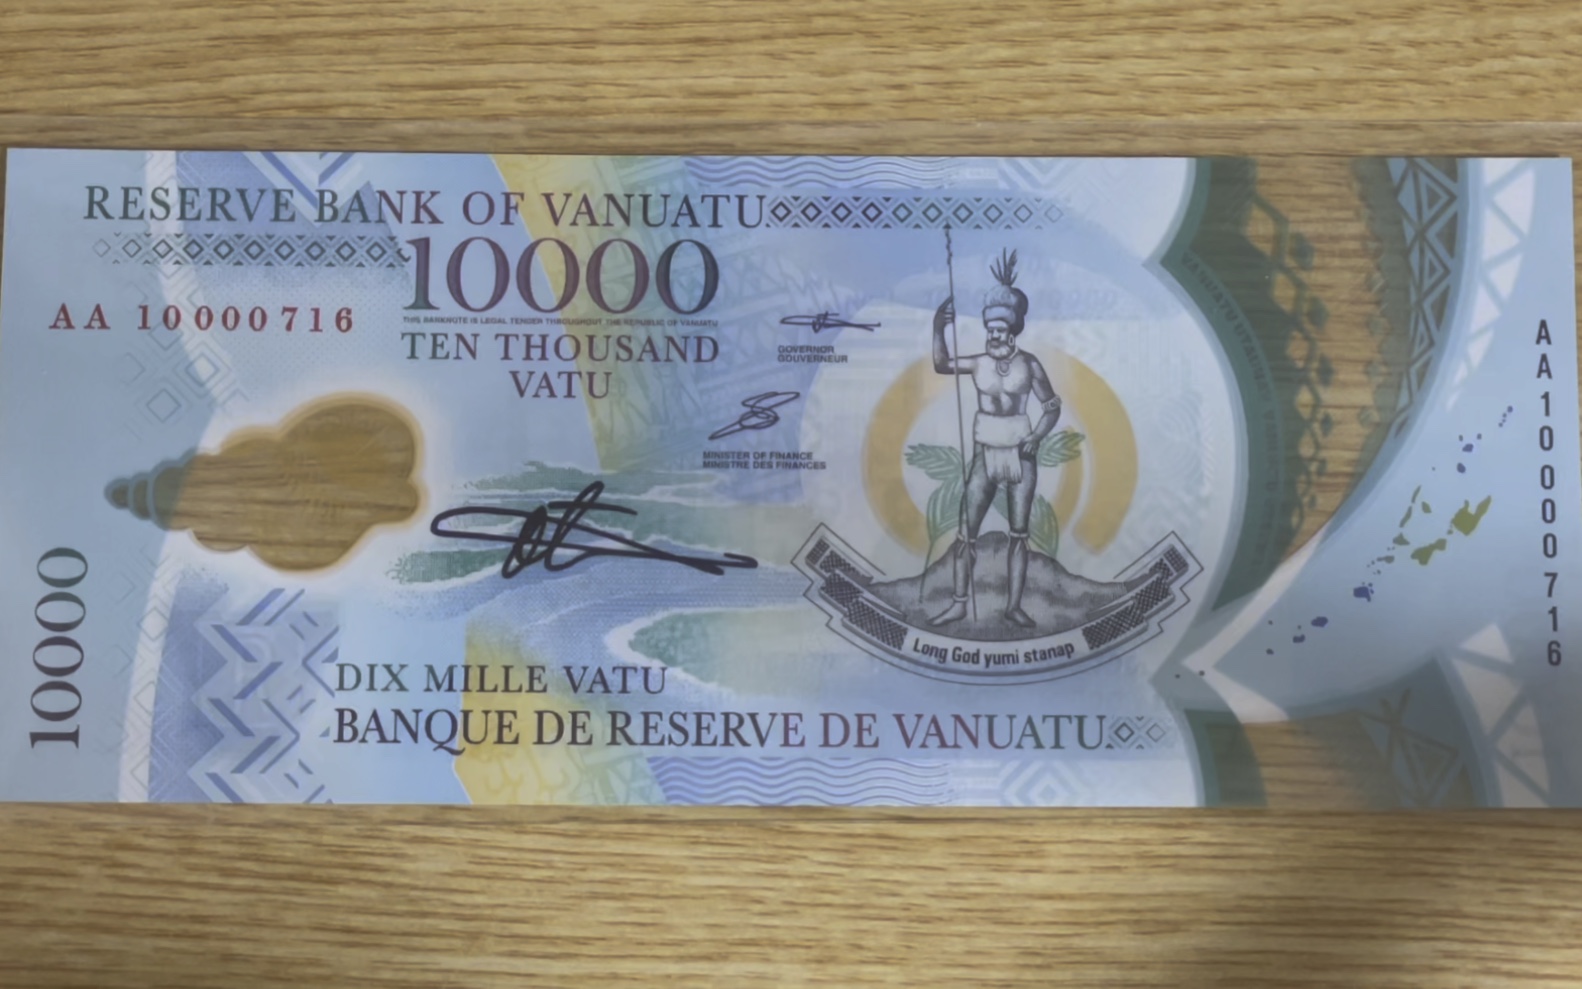 RESERVE BANK OF VANUATU
10000
THIS BANKNOTE IS LEGAL TENDER THROUGHOUT THE REPUBLIC OF VANUATU
AA 10000716
TEN THOUSAND
VATU
GOVERNOR
GOUVERNEUR
MINISTER OF FINANCE
MINISTRE DES FINANCES
10000
Long God yumi stanap
DIX MILLE VATU
BANQUE DE RESERVE DE VANUATU
AA10000716